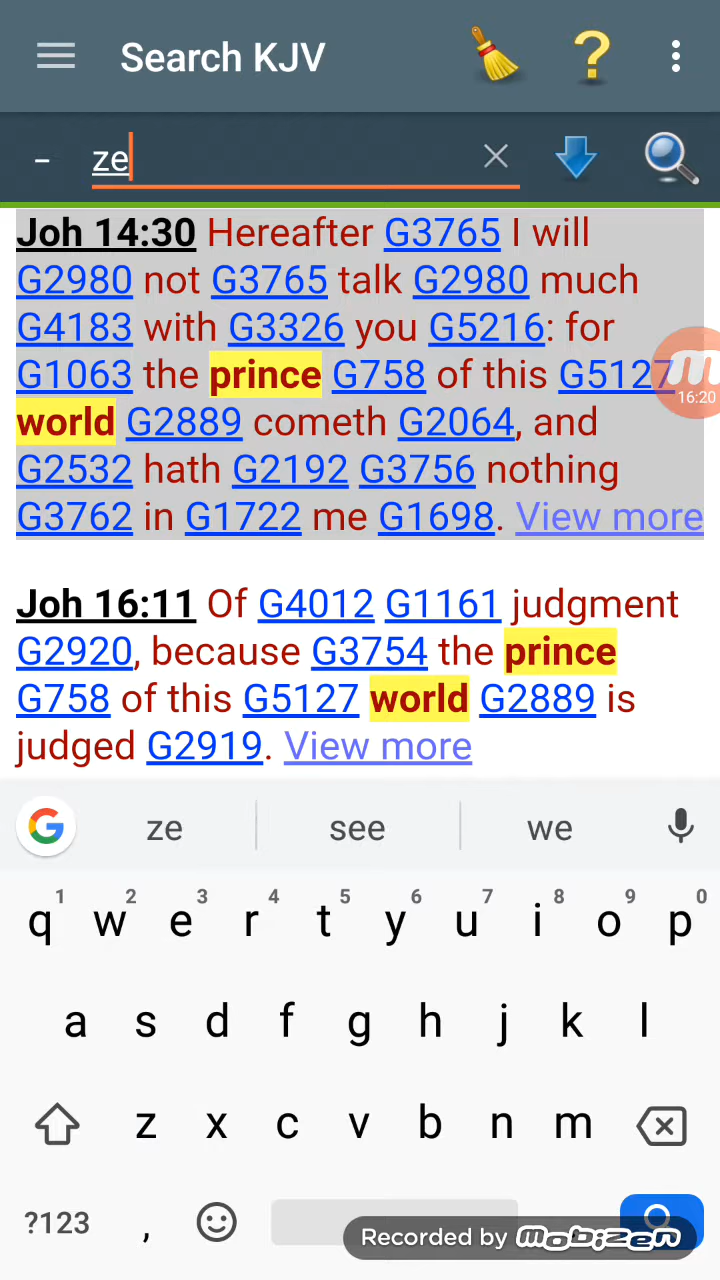 Search KJV
?
- ze
Joh 14:30 Hereafter G3765 I will
G2980 not G3765 talk G2980 much
G4183 with G3326 you G5216: for
G1063 the prince G758 of this G5127
world G2889 cometh G2064, and
G2532 hath G2192 G3756 nothing
G3762 in G1722 me G1698. View more
16:20
Joh 16:11 Of G4012 G1161 judgment
G2920, because G3754 the prince
G758 of this G5127 world G2889 is
judged G2919. View more
G ze see we
1 2 3 4 5 6 7 8 9 0
q w e r t y u i o p
a s d f g h j k l
z x c v b n m
?123 ,
Recorded by mobizen